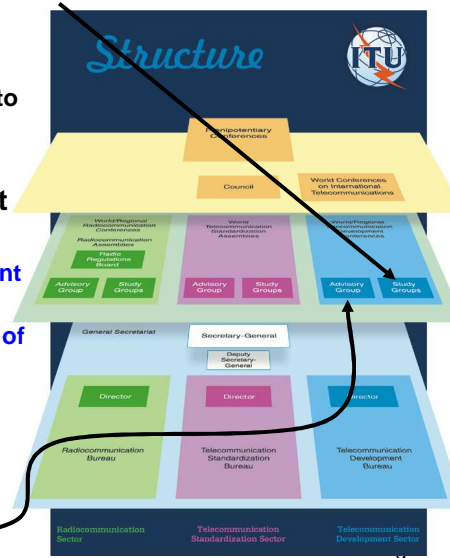 Structure
ITU
to
Plenipotentiary
Conferences
Council
World Conferences
on International
Telecommunications
t
nt
of
World/Regional
Radiocommunication
Conferences
Radiocommunication
Assemblies
Radio
Regulations
Board
Advisory
Group
Study
Groups
World
Telecommunication
Standardization
Assemblies
Advisory
Group
Study
Groups
World/Regional
Telecommunication
Development
Conferences
Advisory
Group
Study
Groups
General Secretariat
Secretary-General
Deputy
Secretary-
General
Director
Director
Director
Radiocommunication
Bureau
Telecommunication
Standardization
Bureau
Telecommunication
Development
Bureau
Radiocommunication
Sector
Telecommunication
Standardization Sector
Telecommunication
Development Sector